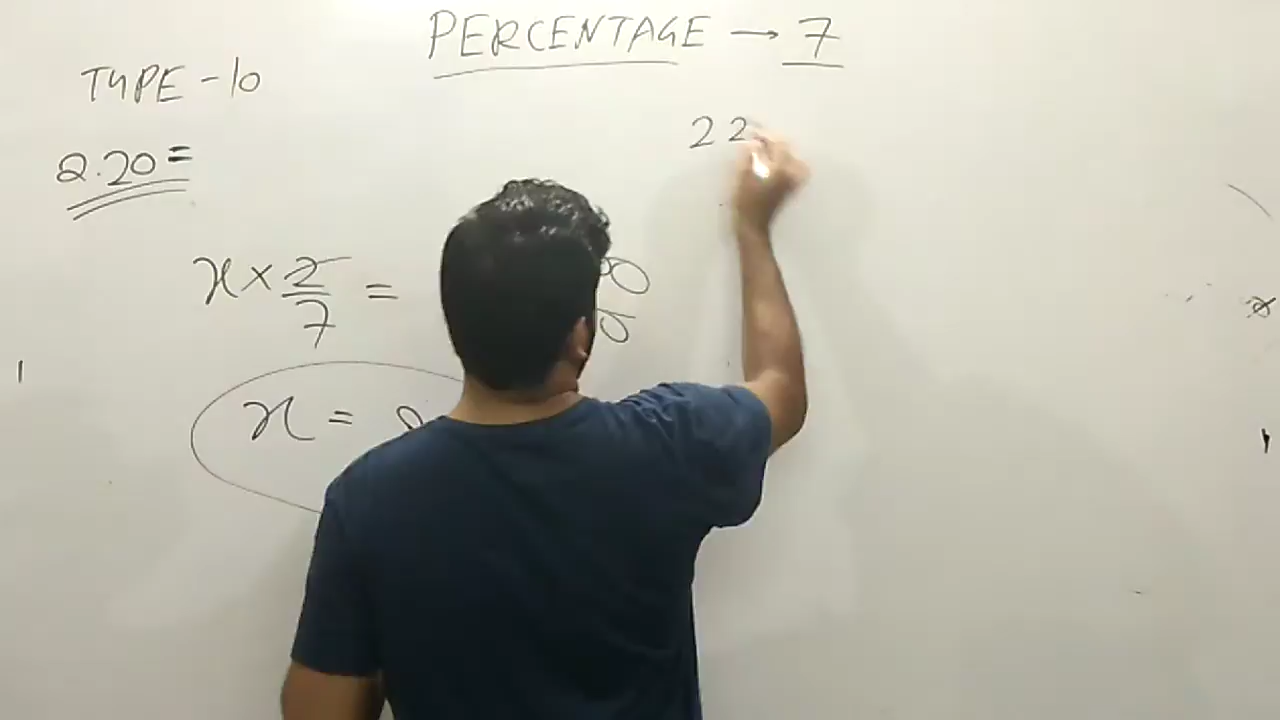 PERCENTAGE → 7
TYPE - 10
Q.20 =
22
x × 2/7 =
x =